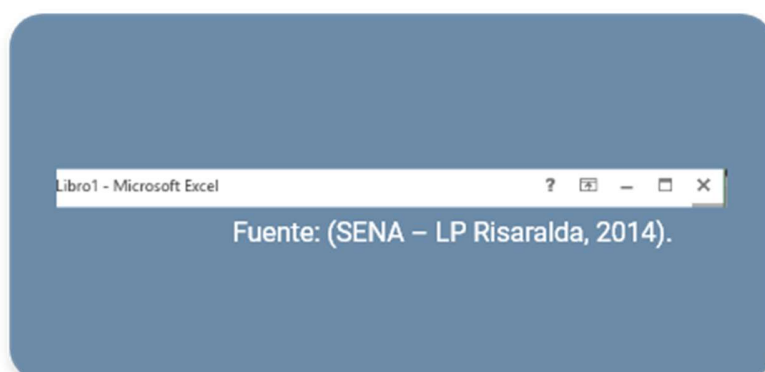 Libro1 - Microsoft Excel ?
Fuente: (SENA – LP Risaralda, 2014).